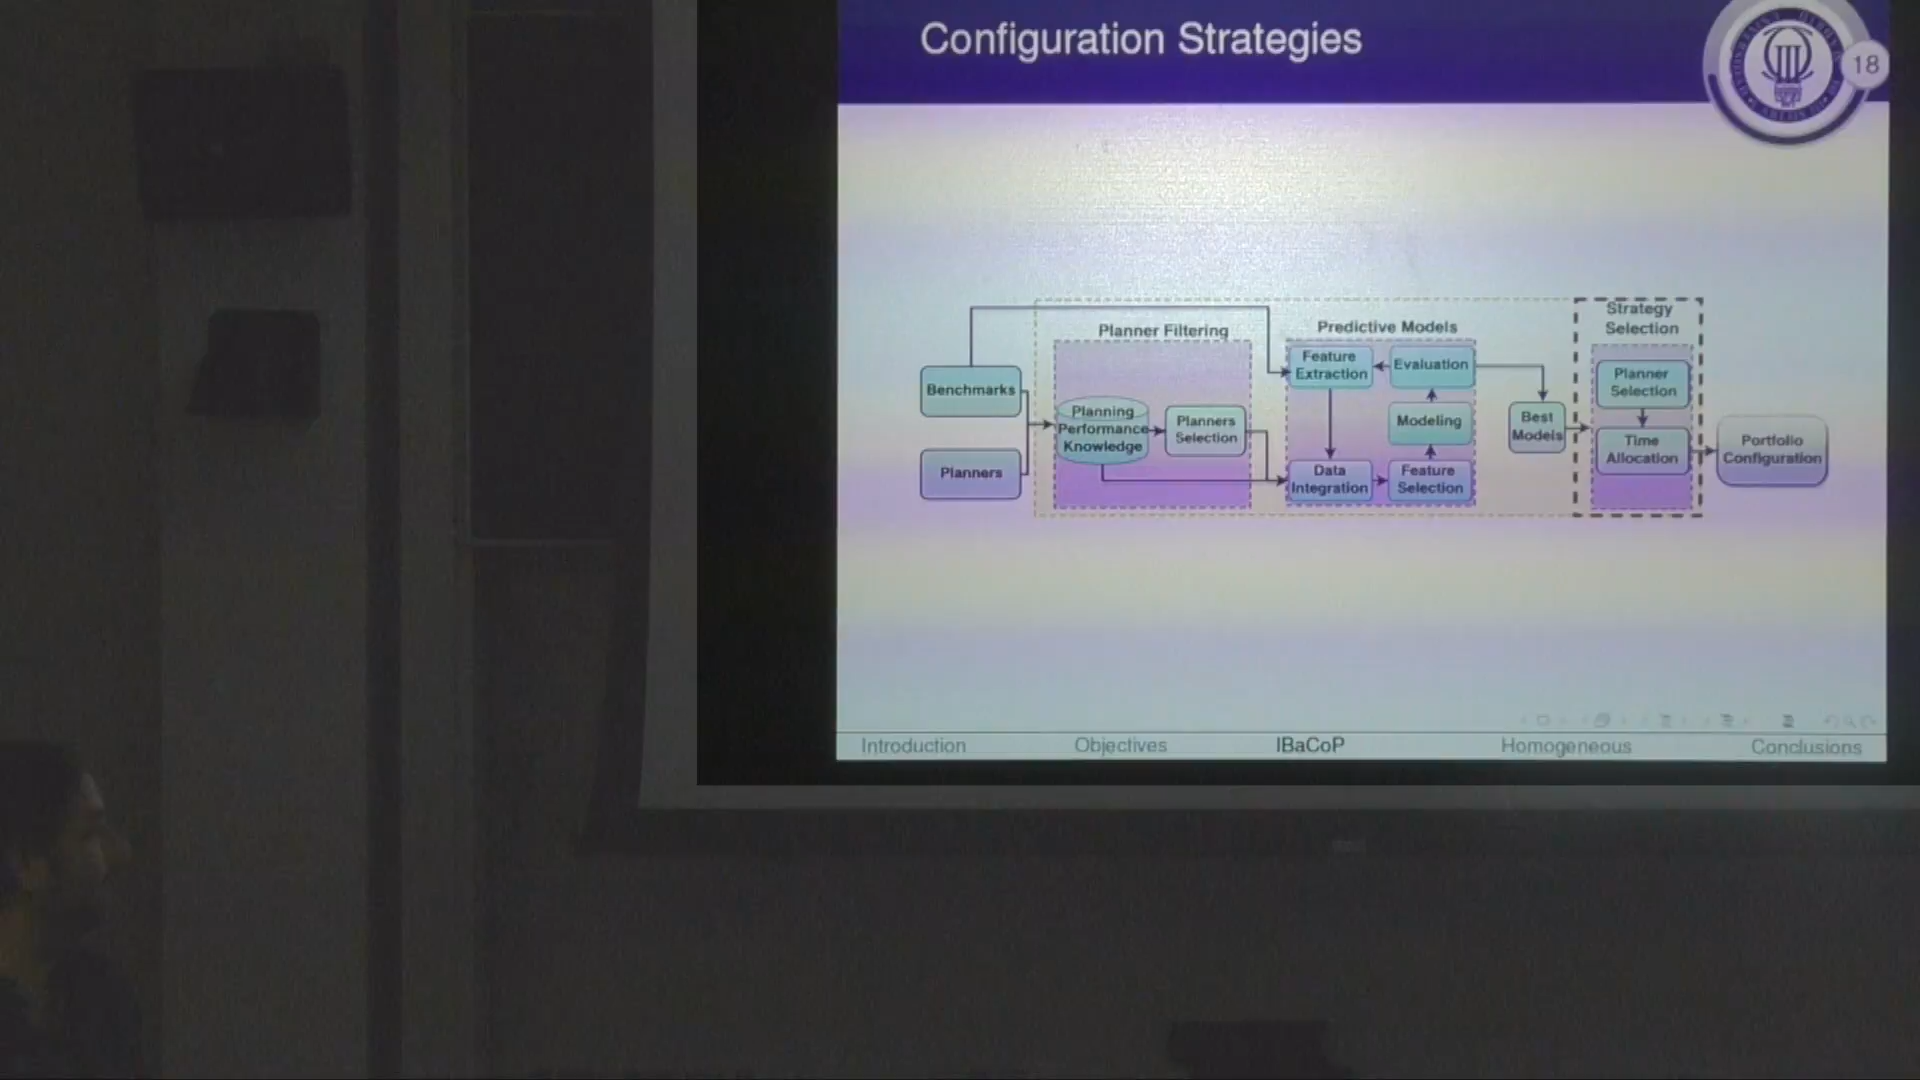 Configuration Strategies
18
Strategy
Selection
Planner Filtering
Predictive Models
Feature
Extraction
Evaluation
Benchmarks
Planner
Selection
Planning
Performance
Knowledge
Planners
Selection
Modeling
Best
Models
Time
Allocation
Portfolio
Configuration
Planners
Data
Integration
Feature
Selection
Introduction
Objectives
IBaCoP
Homogeneous
Conclusions